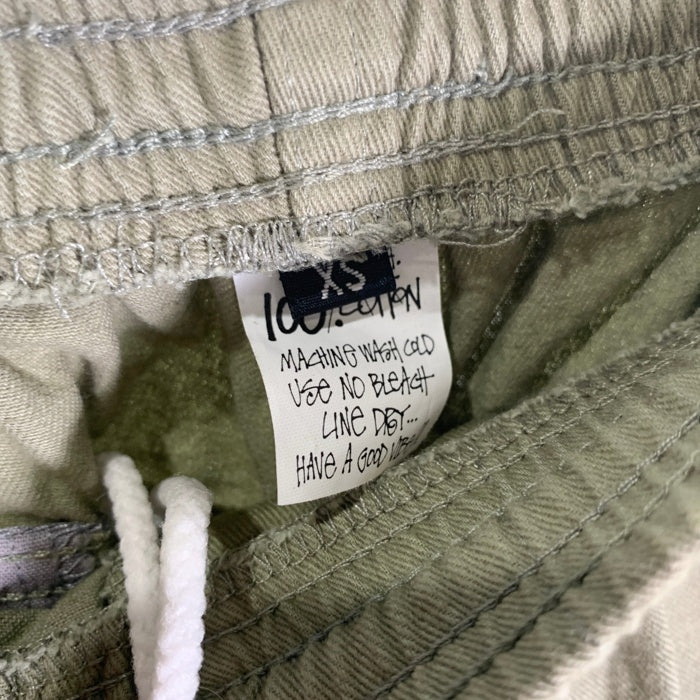 XS
100% COTTON
MACHINE WASH COLD
USE NO BLEACH
LINE DRY...
HAVE A GOOD